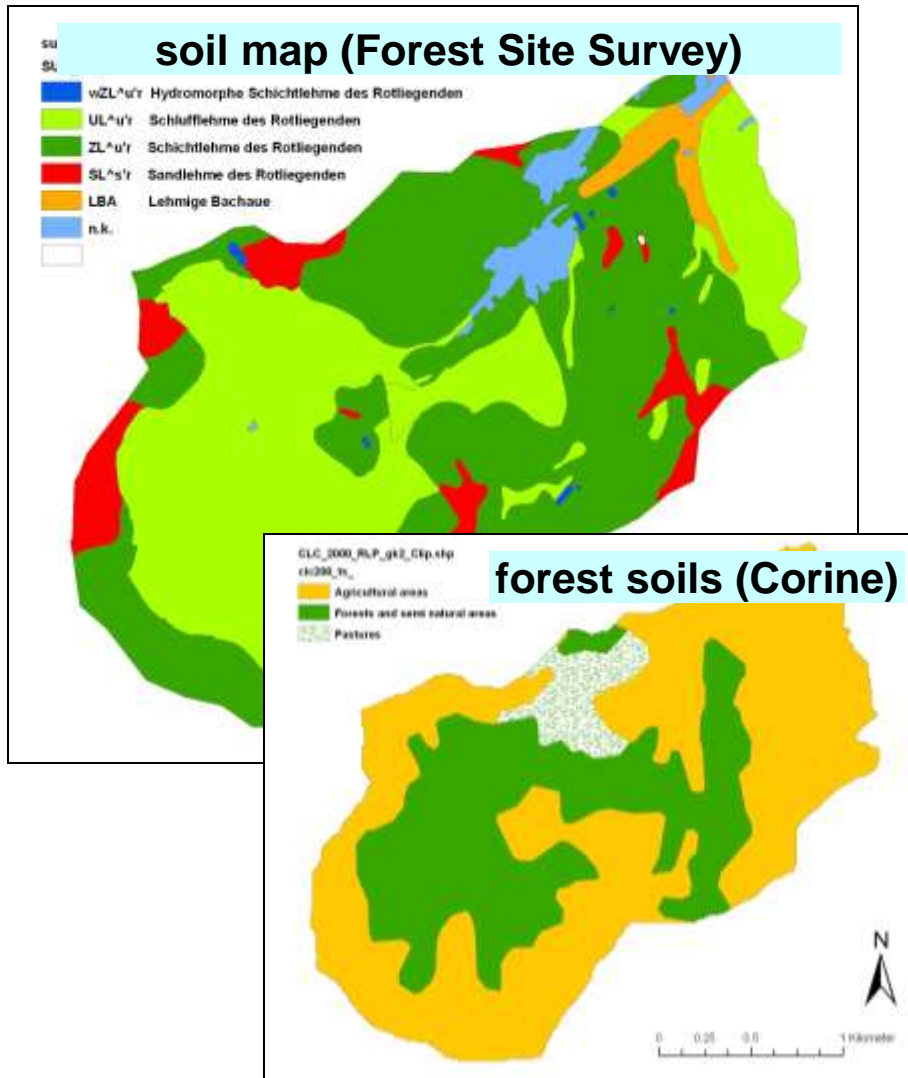 soil map (Forest Site Survey)
su
SL
wZL^u'r Hydromorphe Schichtlehme des Rotliegenden
UL^u'r Schlufflehme des Rotliegenden
ZL^u'r Schichtlehme des Rotliegenden
SL^s'r Sandlehme des Rotliegenden
LBA Lehmige Bachaue
n.k.
CLC_2000_RLP_gk2_Clip.shp
forest soils (Corine)
Agricultural areas
Forests and semi natural areas
Pastures
N
0 0.25 0.5 1 Kilometer